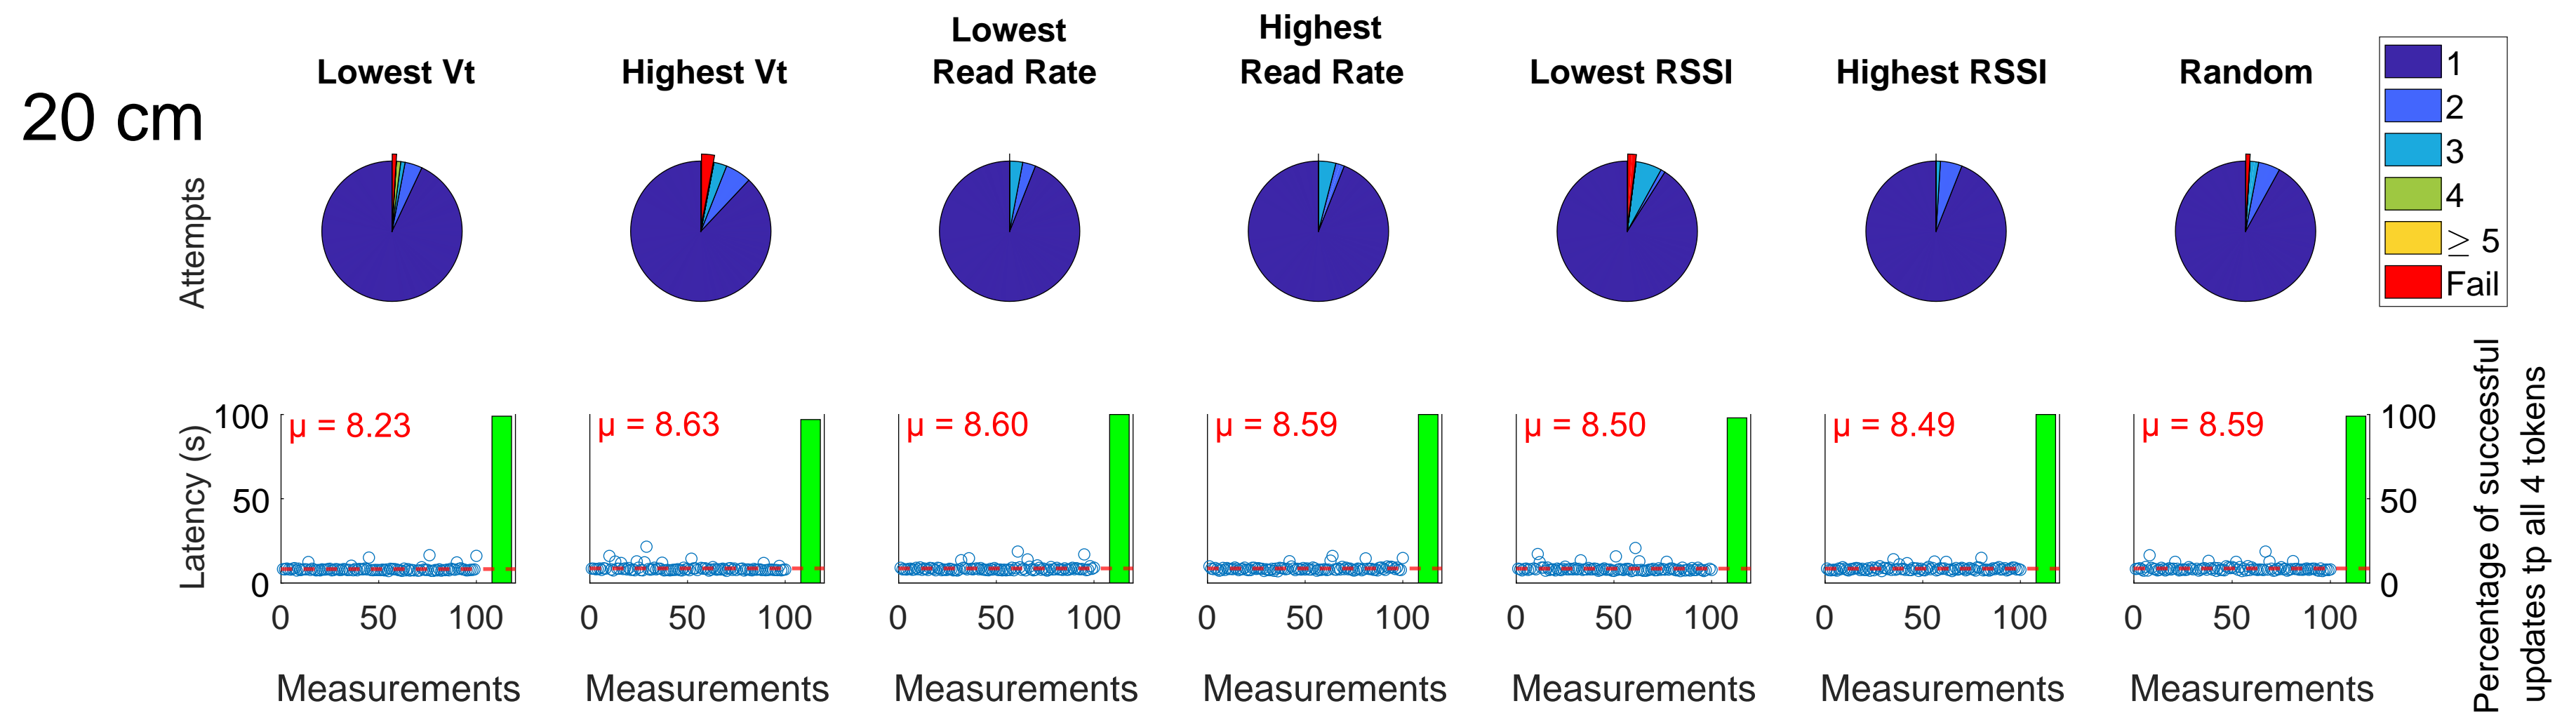 20 cm
Lowest Vt
Highest Vt
Lowest
Read Rate
Highest
Read Rate
Lowest RSSI
Highest RSSI
Random
1
2
3
4
≥ 5
Fail
Attempts
Latency (s)
100
50
0
μ = 8.23
μ = 8.63
μ = 8.60
μ = 8.59
μ = 8.50
μ = 8.49
μ = 8.59
100
50
0
Percentage of successful
updates tp all 4 tokens
0 50 100
0 50 100
0 50 100
0 50 100
0 50 100
0 50 100
0 50 100
Measurements
Measurements
Measurements
Measurements
Measurements
Measurements
Measurements